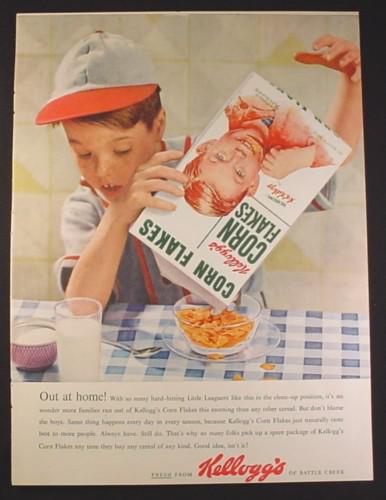 Kellogg's
CORN
FLAKES
Kellogg's
CORN FLAKES
Out at home! With so many hard-hitting Little Leaguers like this in the clean-up position, it's no
wonder more families run out of Kellogg's Corn Flakes this morning than any other cereal. But don't blame
the boys. Same thing happens every day in every season, because Kellogg's Corn Flakes just naturally taste
best to more people. Always have. Still do. That's why so many folks pick up a spare package of Kellogg's
Corn Flakes any time they buy any cereal of any kind. Good idea, isn't it?
FRESH FROM Kellogg's OF BATTLE CREEK